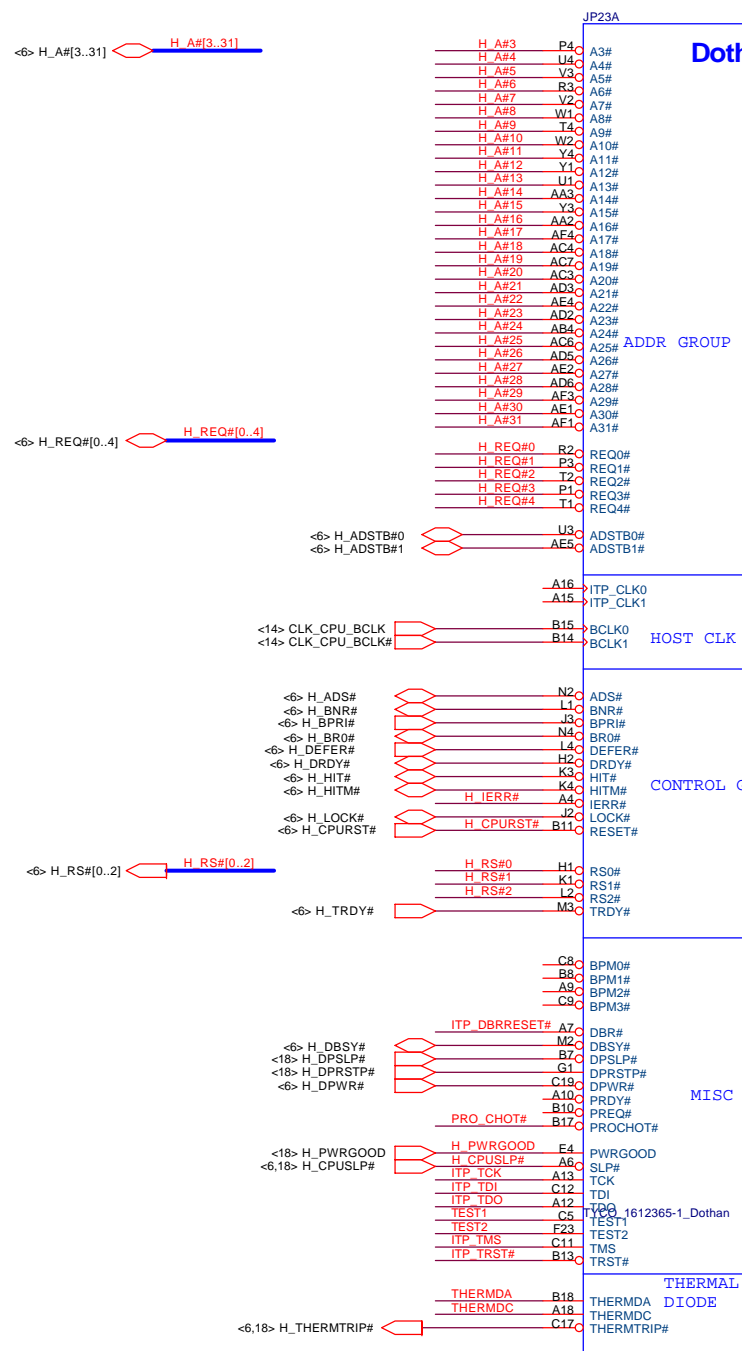 JP23A
Doth
<6> H_A#[3..31] H_A#[3..31]
H_A#3 P4 A3#
H_A#4 U4 A4#
H_A#5 V3 A5#
H_A#6 R3 A6#
H_A#7 V2 A7#
H_A#8 W1 A8#
H_A#9 T4 A9#
H_A#10 W2 A10#
H_A#11 Y4 A11#
H_A#12 Y1 A12#
H_A#13 U1 A13#
H_A#14 AA3 A14#
H_A#15 Y3 A15#
H_A#16 AA2 A16#
H_A#17 AF4 A17#
H_A#18 AC4 A18#
H_A#19 AC7 A19#
H_A#20 AC3 A20#
H_A#21 AD3 A21#
H_A#22 AE4 A22#
H_A#23 AD2 A23#
H_A#24 AB4 A24#
H_A#25 AC6 A25# ADDR GROUP
H_A#26 AD5 A26#
H_A#27 AE2 A27#
H_A#28 AD6 A28#
H_A#29 AF3 A29#
H_A#30 AE1 A30#
H_A#31 AF1 A31#
<6> H_REQ#[0..4] H_REQ#[0..4]
H_REQ#0 R2 REQ0#
H_REQ#1 P3 REQ1#
H_REQ#2 T2 REQ2#
H_REQ#3 P1 REQ3#
H_REQ#4 T1 REQ4#
<6> H_ADSTB#0 U3 ADSTB0#
<6> H_ADSTB#1 AE5 ADSTB1#
A16 ITP_CLK0
A15 ITP_CLK1
<14> CLK_CPU_BCLK B15 BCLK0
<14> CLK_CPU_BCLK# B14 BCLK1 HOST CLK
<6> H_ADS# N2 ADS#
<6> H_BNR# L1 BNR#
<6> H_BPRI# J3 BPRI#
<6> H_BR0# N4 BR0#
<6> H_DEFER# L4 DEFER#
<6> H_DRDY# H2 DRDY#
<6> H_HIT# K3 HIT#
<6> H_HITM# K4 HITM# CONTROL
H_IERR# A4 IERR#
<6> H_LOCK# J2 LOCK#
<6> H_CPURST# H_CPURST# B11 RESET#
<6> H_RS#[0..2] H_RS#[0..2]
H_RS#0 H1 RS0#
H_RS#1 K1 RS1#
H_RS#2 L2 RS2#
<6> H_TRDY# M3 TRDY#
C8 BPM0#
B8 BPM1#
A9 BPM2#
C9 BPM3#
ITP_DBRRESET# A7 DBR#
<6> H_DBSY# M2 DBSY#
<18> H_DPSLP# B7 DPSLP#
<18> H_DPRSTP# G1 DPRSTP#
<6> H_DPWR# C19 DPWR#
A10 PRDY# MISC
B10 PREQ#
PRO_CHOT# B17 PROCHOT#
<18> H_PWRGOOD H_PWRGOOD E4 PWRGOOD
<6,18> H_CPUSLP# H_CPUSLP# A6 SLP#
ITP_TCK A13 TCK
ITP_TDI C12 TDI
ITP_TDO A12 TDO
TYCO_1612365-1_Dothan
TEST1 C5 TEST1
TEST2 F23 TEST2
ITP_TMS C11 TMS
ITP_TRST# B13 TRST#
THERMAL
DIODE
THERMDA B18 THERMDA
THERMDC A18 THERMDC
<6,18> H_THERMTRIP# C17 THERMTRIP#